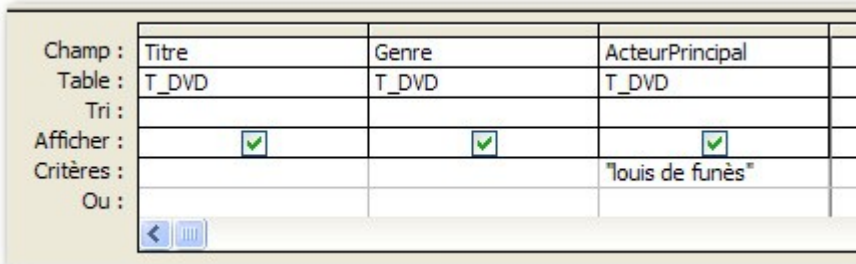 Champ : Titre Genre ActeurPrincipal
Table : T_DVD T_DVD T_DVD
Tri :
Afficher :
Critères : "louis de funès"
Ou :